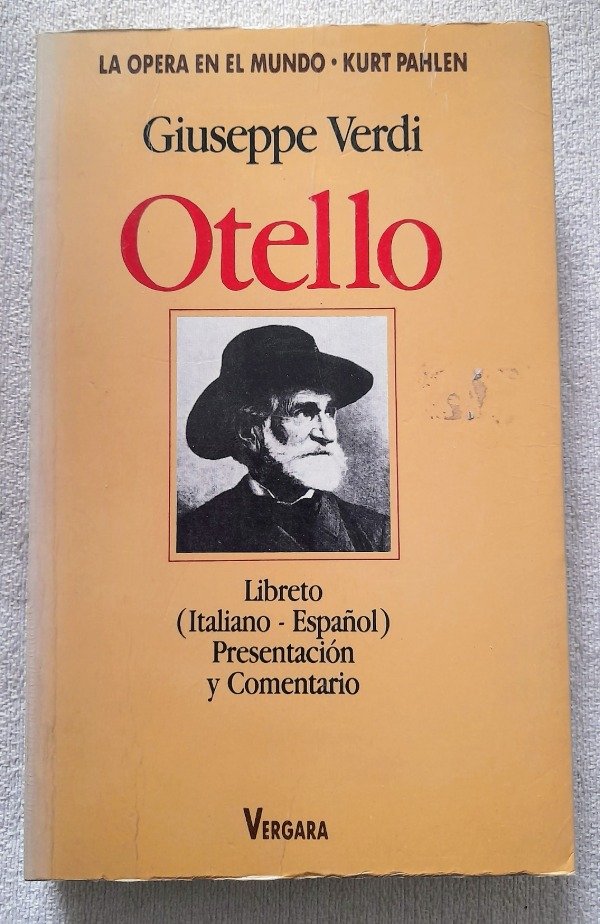 LA OPERA EN EL MUNDO • KURT PAHLEN
Giuseppe Verdi
Otello
Libreto
(Italiano - Español)
Presentación
y Comentario
VERGARA